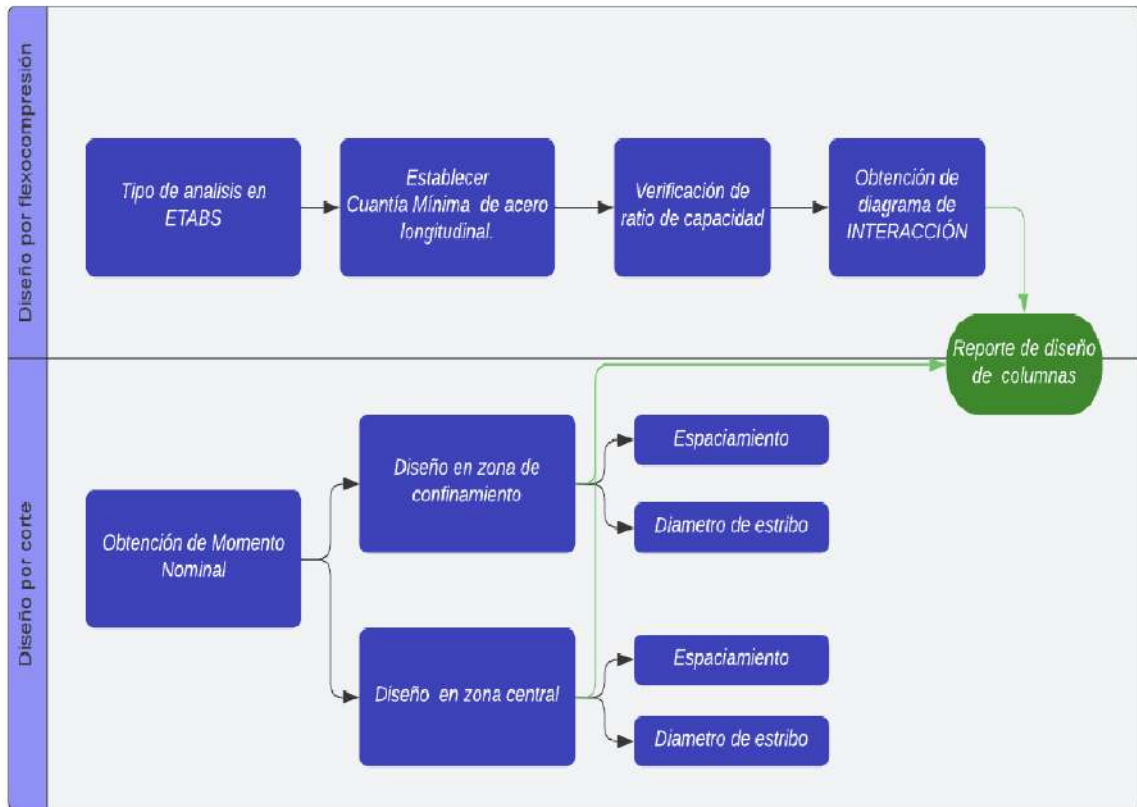 Diseño por flexocompresión
Tipo de analisis en
ETABS
Establecer
Cuantía Mínima de acero
longitudinal.
Verificación de
ratio de capacidad
Obtención de
diagrama de
INTERACCIÓN
Reporte de diseño
de columnas
Diseño por corte
Obtención de Momento
Nominal
Diseño en zona de
confinamiento
Espaciamiento
Diametro de estribo
Diseño en zona central
Espaciamiento
Diametro de estribo